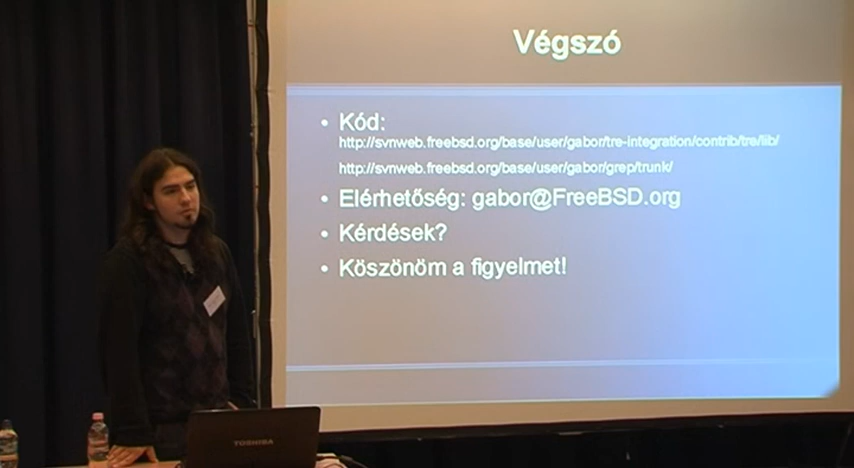 Végszó
• Kód:
http://svnweb.freebsd.org/base/user/gabor/tre-integration/contrib/tre/lib/
http://svnweb.freebsd.org/base/user/gabor/grep/trunk/
• Elérhetőség: gabor@FreeBSD.org
• Kérdések?
• Köszönöm a figyelmet!
TOSHIBA